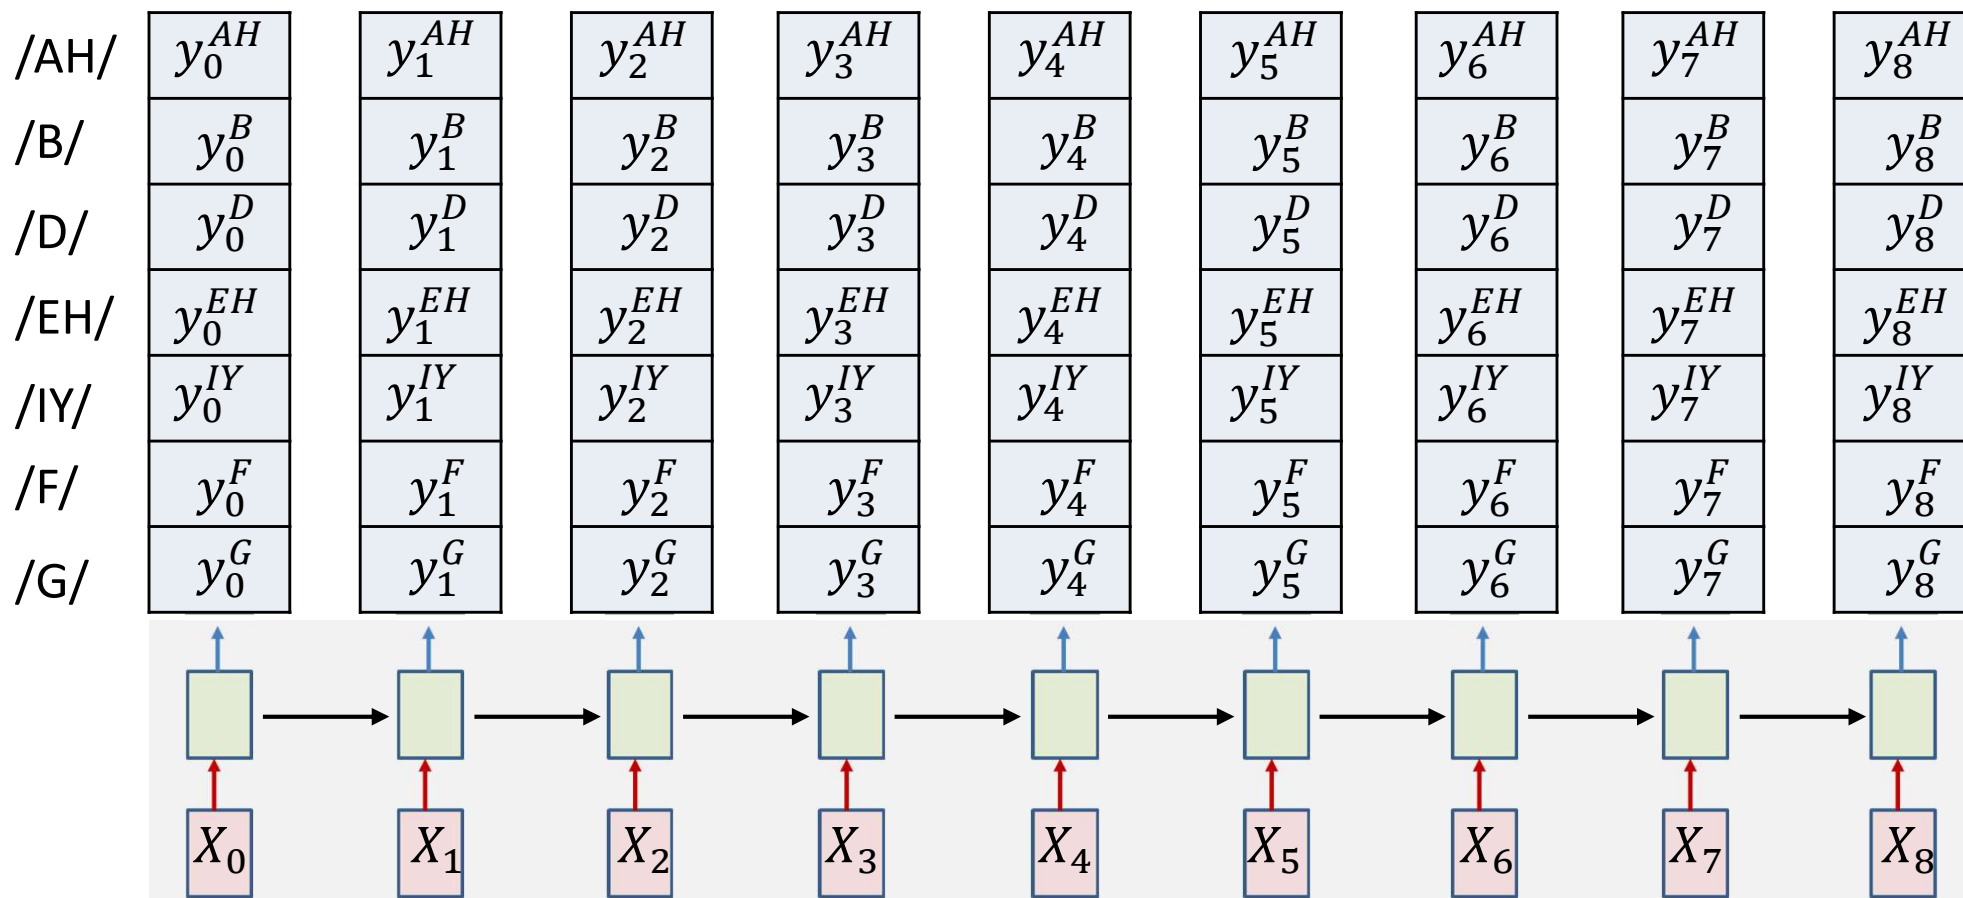 /AH/ y_0^{AH} y_1^{AH} y_2^{AH} y_3^{AH} y_4^{AH} y_5^{AH} y_6^{AH} y_7^{AH} y_8^{AH}
/B/ y_0^B y_1^B y_2^B y_3^B y_4^B y_5^B y_6^B y_7^B y_8^B
/D/ y_0^D y_1^D y_2^D y_3^D y_4^D y_5^D y_6^D y_7^D y_8^D
/EH/ y_0^{EH} y_1^{EH} y_2^{EH} y_3^{EH} y_4^{EH} y_5^{EH} y_6^{EH} y_7^{EH} y_8^{EH}
/IY/ y_0^{IY} y_1^{IY} y_2^{IY} y_3^{IY} y_4^{IY} y_5^{IY} y_6^{IY} y_7^{IY} y_8^{IY}
/F/ y_0^F y_1^F y_2^F y_3^F y_4^F y_5^F y_6^F y_7^F y_8^F
/G/ y_0^G y_1^G y_2^G y_3^G y_4^G y_5^G y_6^G y_7^G y_8^G
X_0 X_1 X_2 X_3 X_4 X_5 X_6 X_7 X_8